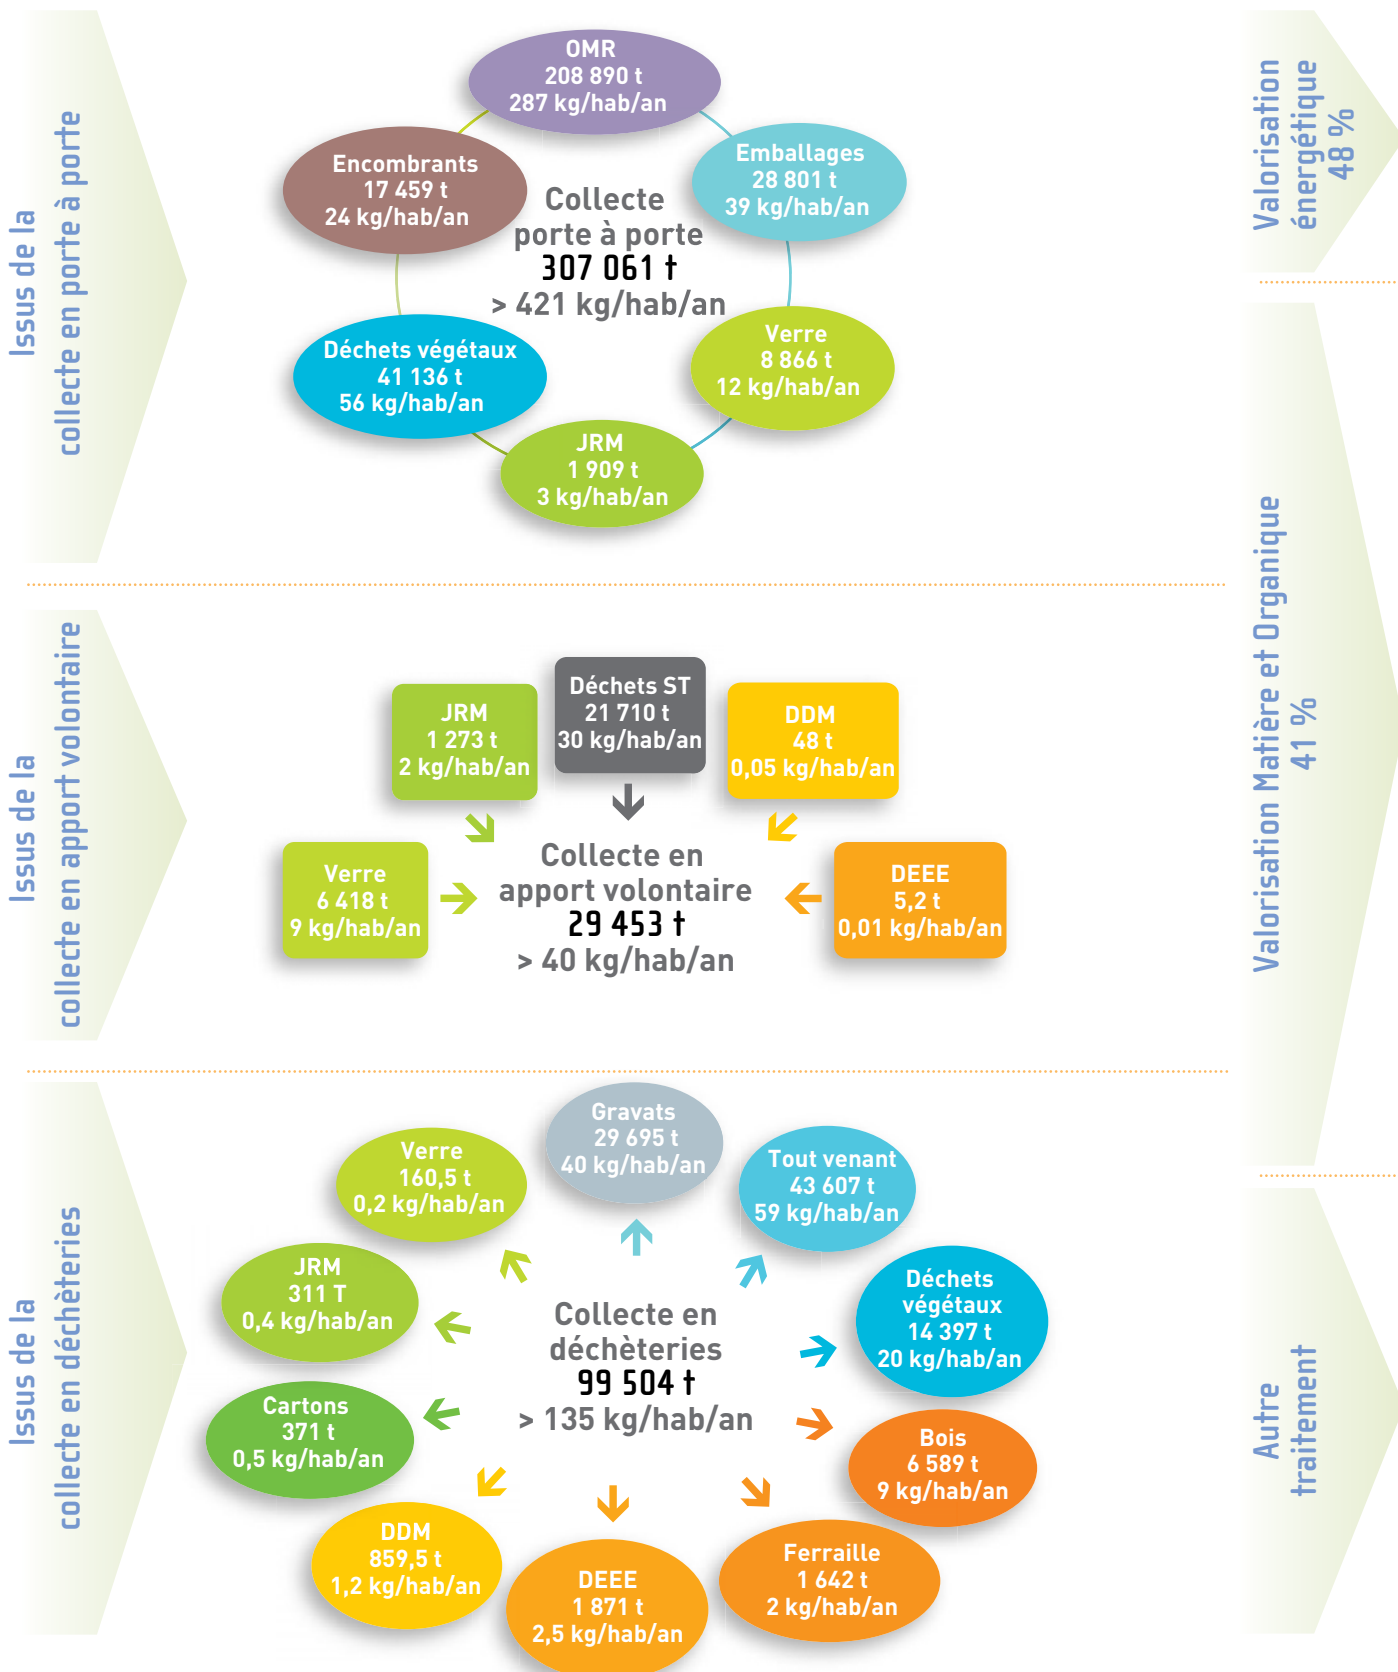 Issus de la
collecte en porte à porte
OMR
208 890 t
287 kg/hab/an
Emballages
28 801 t
39 kg/hab/an
Encombrants
17 459 t
24 kg/hab/an
Collecte
porte à porte
307 061 t
> 421 kg/hab/an
Verre
8 866 t
12 kg/hab/an
Déchets végétaux
41 136 t
56 kg/hab/an
JRM
1 909 t
3 kg/hab/an
Valorisation
énergétique
48 %
Issus de la
collecte en apport volontaire
Déchets ST
21 710 t
30 kg/hab/an
JRM
1 273 t
2 kg/hab/an
DDM
48 t
0,05 kg/hab/an
Verre
6 418 t
9 kg/hab/an
Collecte en
apport volontaire
29 453 t
> 40 kg/hab/an
DEEE
5,2 t
0,01 kg/hab/an
Valorisation Matière et Organique
41 %
Issus de la
collecte en déchèteries
Gravats
29 695 t
40 kg/hab/an
Verre
160,5 t
0,2 kg/hab/an
Tout venant
43 607 t
59 kg/hab/an
JRM
311 T
0,4 kg/hab/an
Déchets
végétaux
14 397 t
20 kg/hab/an
Collecte en
déchèteries
99 504 t
> 135 kg/hab/an
Cartons
371 t
0,5 kg/hab/an
Bois
6 589 t
9 kg/hab/an
DDM
859,5 t
1,2 kg/hab/an
DEEE
1 871 t
2,5 kg/hab/an
Ferraille
1 642 t
2 kg/hab/an
Autre
traitement